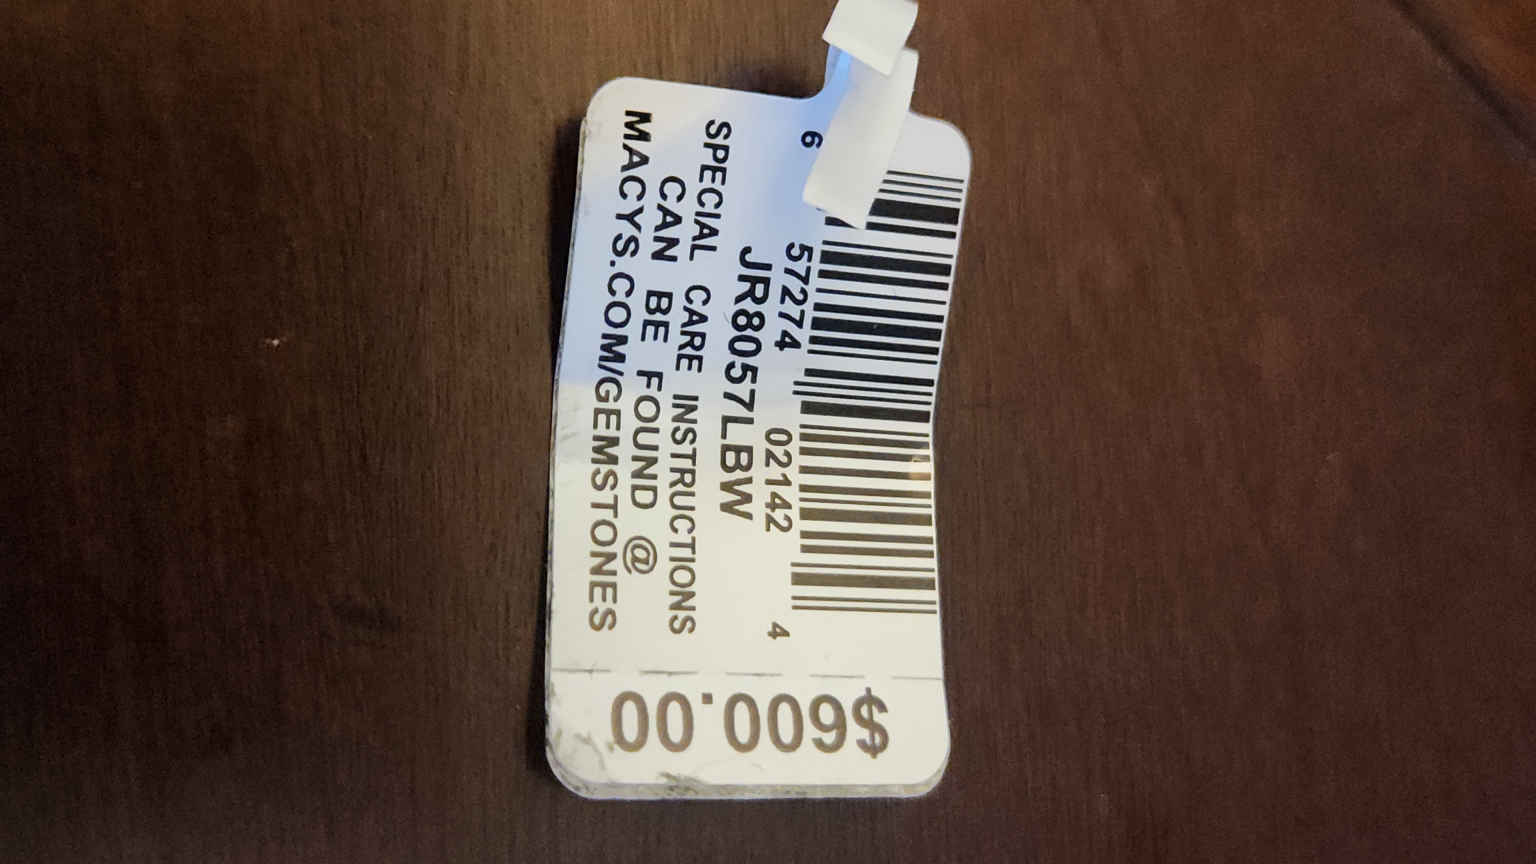 6 57274 02142 4
JR8057LBW
SPECIAL CARE INSTRUCTIONS
CAN BE FOUND @
MACYS.COM/GEMSTONES
$600.00